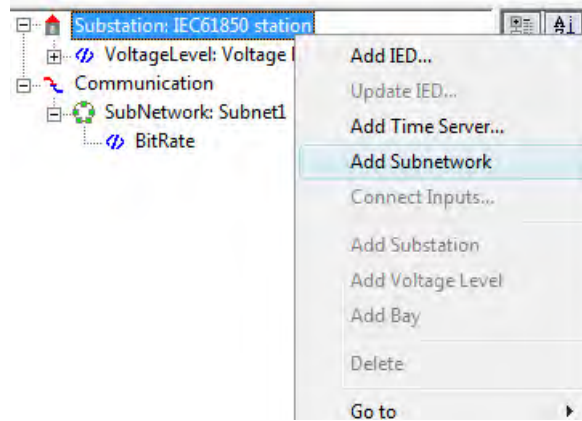 Substation: IEC61850 station
VoltageLevel: Voltage
Communication
SubNetwork: Subnet1
BitRate
Add IED...
Update IED...
Add Time Server...
Add Subnetwork
Connect Inputs...
Add Substation
Add Voltage Level
Add Bay
Delete
Go to